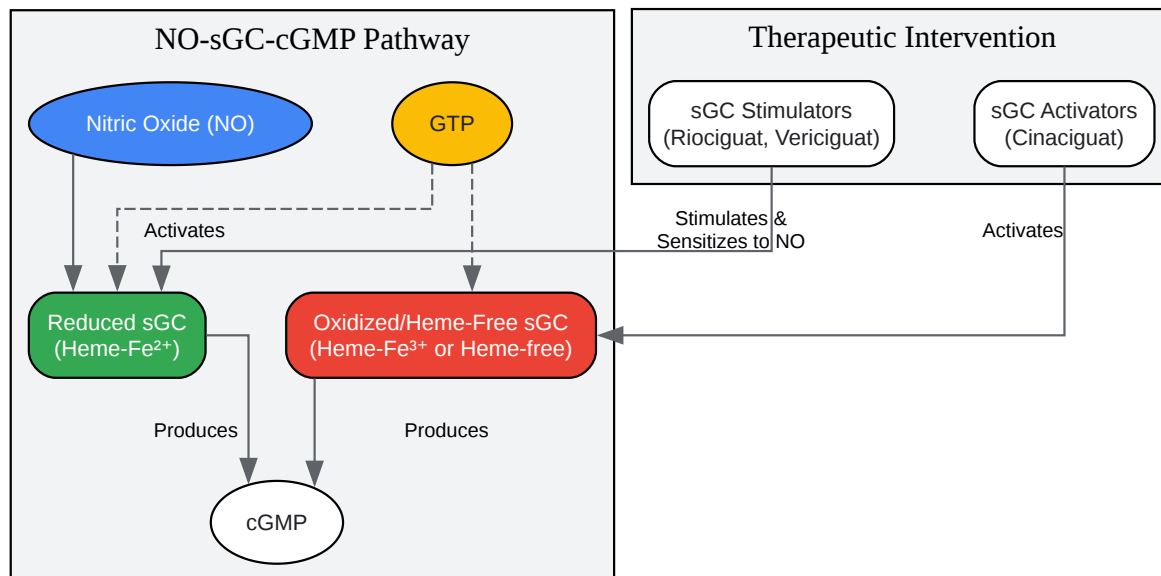 NO-sGC-cGMP Pathway
Therapeutic Intervention
Nitric Oxide (NO)
GTP
sGC Stimulators
(Riociguat, Vericiguat)
sGC Activators
(Cinaciguat)
Activates
Stimulates &
Sensitizes to NO
Activates
Reduced sGC
(Heme-Fe²⁺)
Oxidized/Heme-Free sGC
(Heme-Fe³⁺ or Heme-free)
Produces
Produces
cGMP